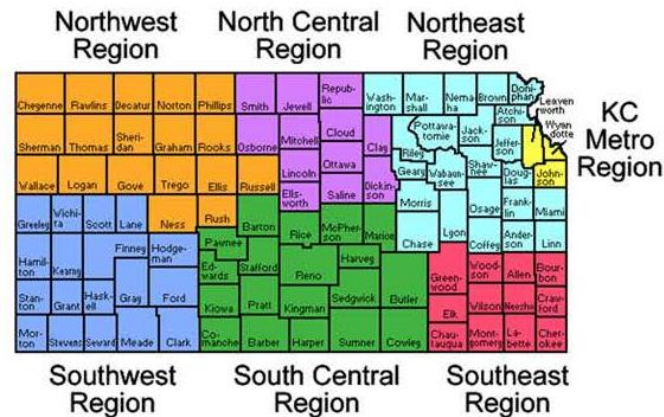 Northwest
Region
North Central
Region
Northeast
Region
KC
Metro
Region
Cheyenne Rawlins Decatur Norton Phillips Smith Jewell Repub-
lic Wash-
ington Mar-
shall Nema-
ha Brown Doni-
phan
Atchi-
son
Leaven
worth
Wyan
dotte
Sherman Thomas Sheri-
dan Graham Rooks Osborne Mitchell Cloud Clay Riley Pottawa-
tomie Jack-
son Jeffer-
son
Lincoln Ottawa
Wallace Logan Gove Trego Ellis Russell Ells-
worth Saline Dickin-
son Geary Wabaun-
see Shaw-
nee Doug-
las John-
son
Morris Osage Frank-
lin Miami
Greeley Wichi-
ta Scott Lane Ness Rush Barton Rice McPher-
son Marion Chase Lyon Coffey Ander-
son Linn
Hamil-
ton Kearny Finney Hodge-
man Pawnee Ed-
wards Stafford Reno Harvey Green-
wood Wood-
son Allen Bour-
bon
Stan-
ton Grant Hask-
ell Gray Ford Kiowa Pratt Kingman Sedgwick Butler Elk Wilson Neosho Craw-
ford
Mor-
ton Stevens Seward Meade Clark Co-
manche Barber Harper Sumner Cowley Chau-
tauqua Mont-
gomery La-
bette Cher-
okee
Southwest
Region
South Central
Region
Southeast
Region